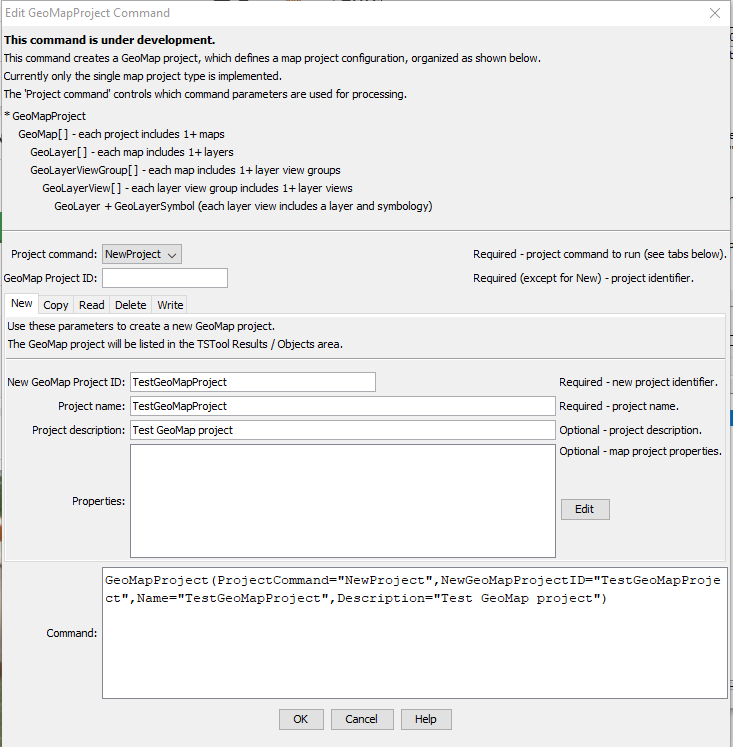 Edit GeoMapProject Command
This command is under development.
This command creates a GeoMap project, which defines a map project configuration, organized as shown below.
Currently only the single map project type is implemented.
The 'Project command' controls which command parameters are used for processing.
* GeoMapProject
GeoMap[ ] - each project includes 1+ maps
GeoLayer[ ] - each map includes 1+ layers
GeoLayerViewGroup[ ] - each map includes 1+ layer view groups
GeoLayerView[ ] - each layer view group includes 1+ layer views
GeoLayer + GeoLayerSymbol (each layer view includes a layer and symbology)
Project command: NewProject Required - project command to run (see tabs below).
GeoMap Project ID: Required (except for New) - project identifier.
New Copy Read Delete Write
Use these parameters to create a new GeoMap project.
The GeoMap project will be listed in the TSTool Results / Objects area.
New GeoMap Project ID: TestGeoMapProject Required - new project identifier.
Project name: TestGeoMapProject Required - project name.
Project description: Test GeoMap project Optional - project description.
Optional - map project properties.
Properties: Edit
GeoMapProject(ProjectCommand="NewProject",NewGeoMapProjectID="TestGeoMapProje
ct",Name="TestGeoMapProject",Description="Test GeoMap project")
Command:
OK Cancel Help